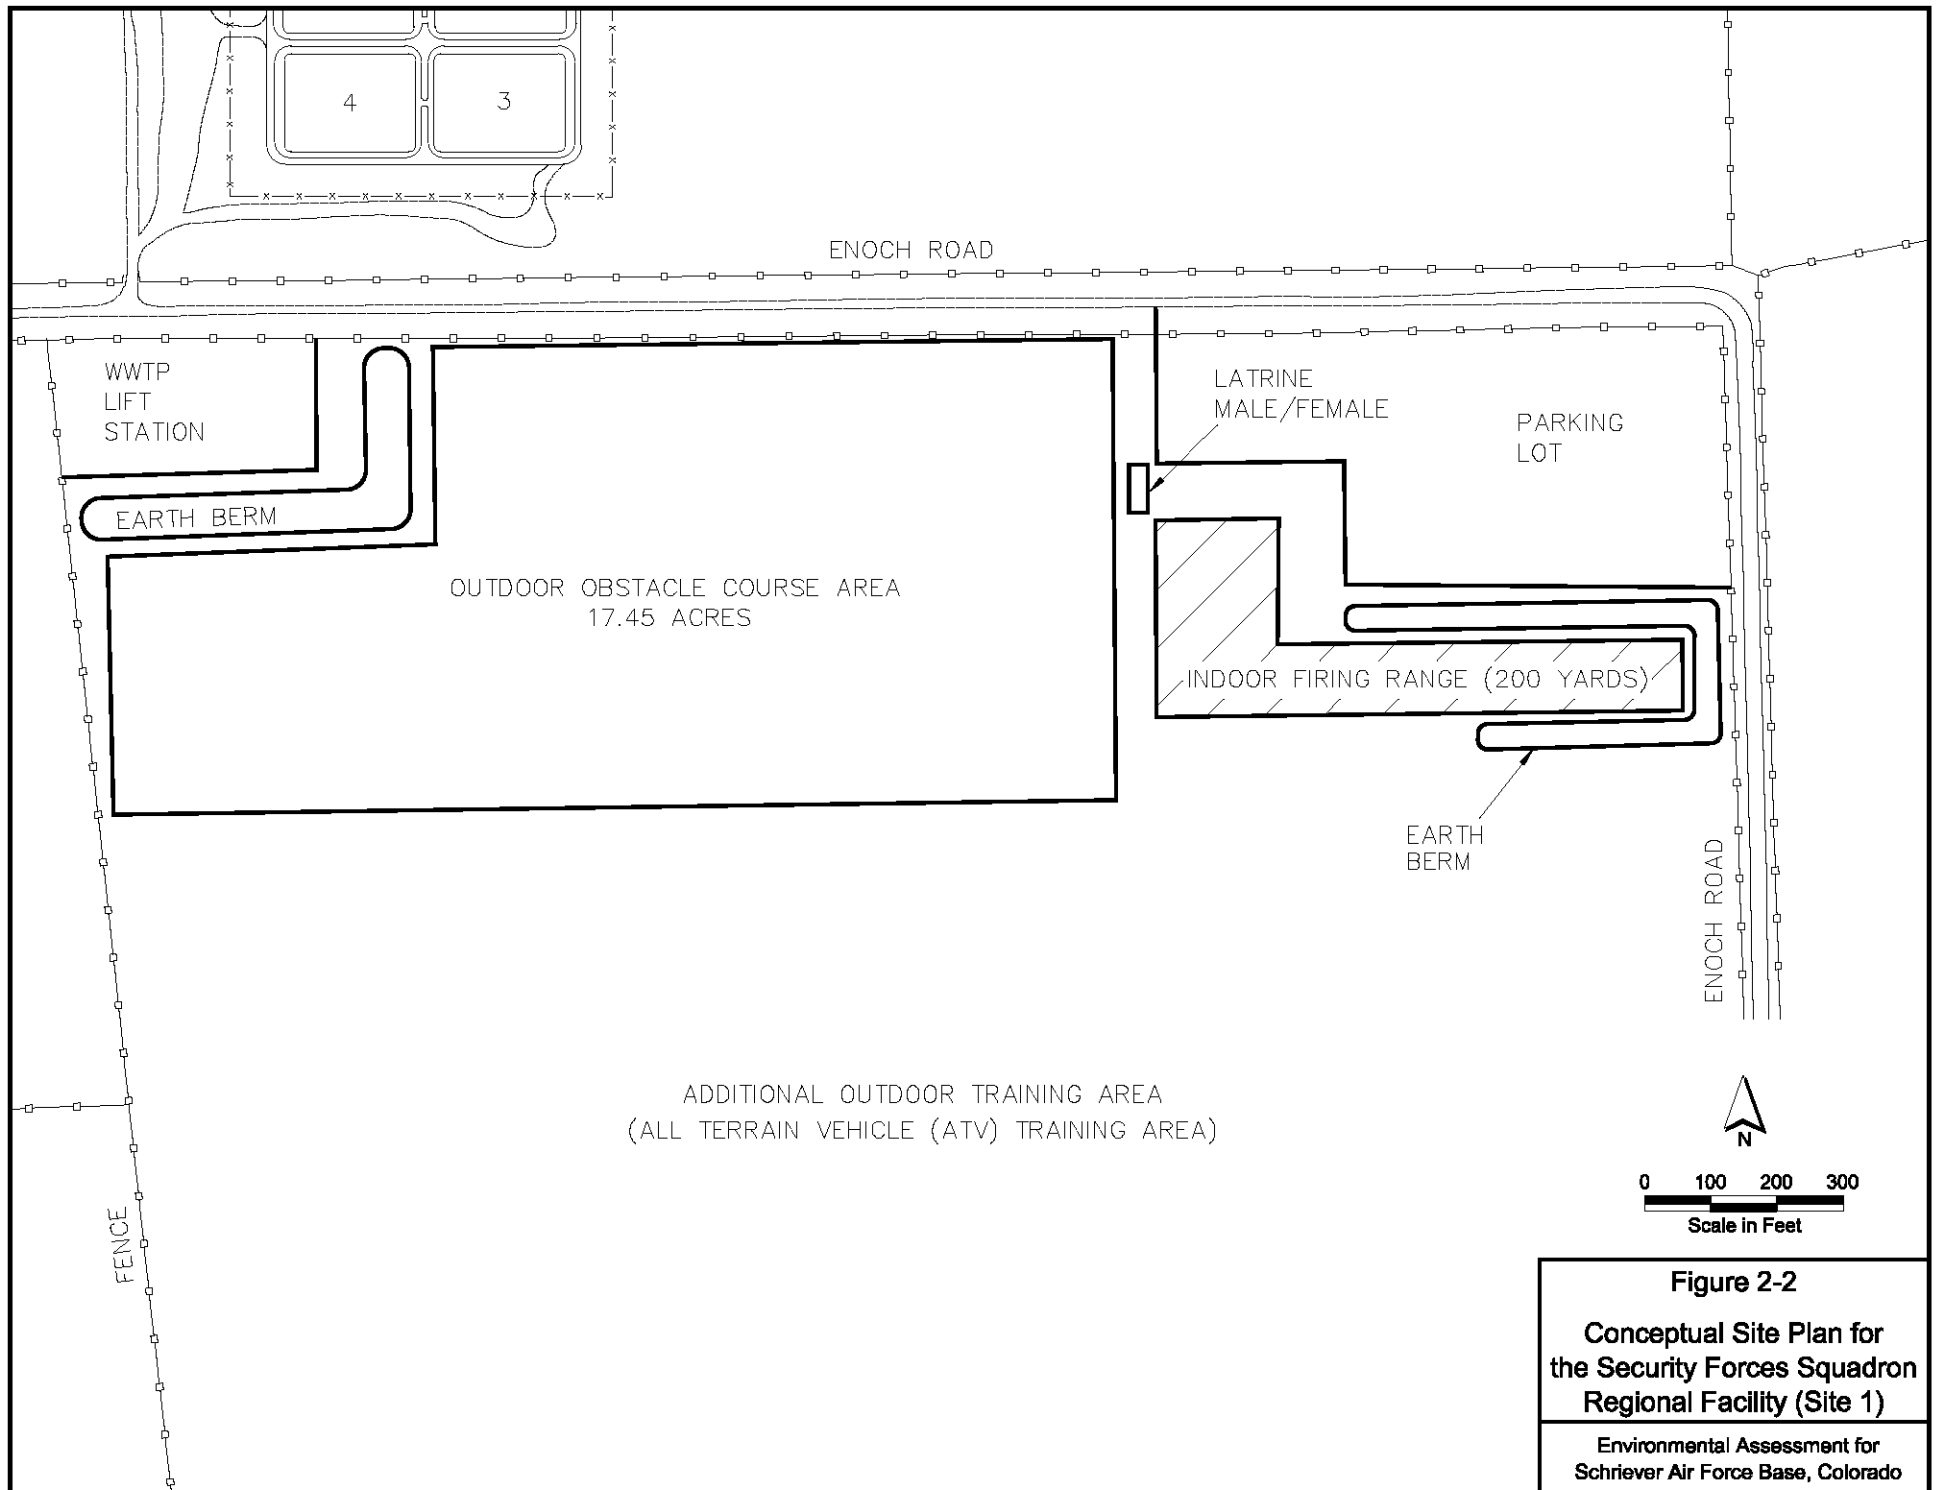 4
3
ENOCH ROAD
WWTP
LIFT
STATION
LATRINE
MALE/FEMALE
PARKING
LOT
EARTH BERM
OUTDOOR OBSTACLE COURSE AREA
17.45 ACRES
INDOOR FIRING RANGE (200 YARDS)
EARTH
BERM
ENOCH ROAD
ADDITIONAL OUTDOOR TRAINING AREA
(ALL TERRAIN VEHICLE (ATV) TRAINING AREA)
FENCE
N
0 100 200 300
Scale in Feet
Figure 2-2
Conceptual Site Plan for
the Security Forces Squadron
Regional Facility (Site 1)
Environmental Assessment for
Schriever Air Force Base, Colorado